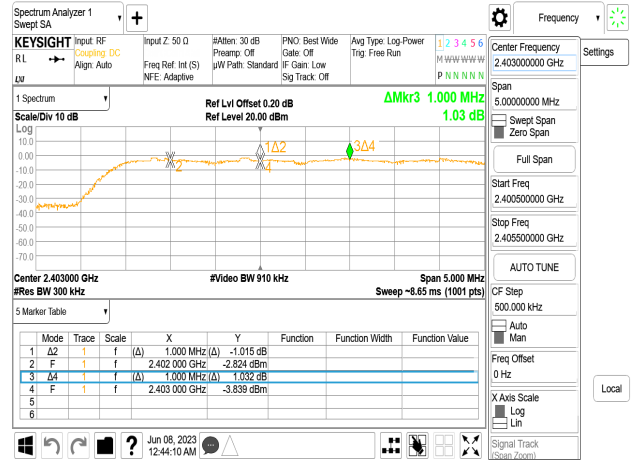 Spectrum Analyzer 1
Swept SA
Frequency
KEYSIGHT Input: RF Input Z: 50 Ω #Atten: 30 dB PNO: Best Wide Avg Type: Log-Power 1 2 3 4 5 6
RL Coupling: DC Preamp: Off Gate: Off Trig: Free Run M W W W W W
Align: Auto Freq Ref: Int (S) µW Path: Standard IF Gain: Low
NFE: Adaptive Sig Track: Off P N N N N N
LXI
1 Spectrum
Ref Lvl Offset 0.20 dB
ΔMkr3 1.000 MHz
Scale/Div 10 dB Ref Level 20.00 dBm 1.03 dB
Log
10.0
0.00
-10.0
-20.0
-30.0
-40.0
-50.0
-60.0
-70.0
2
1Δ2
4
3Δ4
Center 2.403000 GHz #Video BW 910 kHz Span 5.000 MHz
#Res BW 300 kHz Sweep ~8.65 ms (1001 pts)
5 Marker Table
Mode Trace Scale X Y Function Function Width Function Value
1 Δ2 1 f (Δ) 1.000 MHz (Δ) -1.015 dB
2 F 1 f 2.402 000 GHz -2.824 dBm
3 Δ4 1 f (Δ) 1.000 MHz (Δ) 1.032 dB
4 F 1 f 2.403 000 GHz -3.839 dBm
5
6
?
Jun 08, 2023
12:44:10 AM
Center Frequency
2.403000000 GHz
Span
5.00000000 MHz
Swept Span
Zero Span
Full Span
Start Freq
2.400500000 GHz
Stop Freq
2.405500000 GHz
AUTO TUNE
CF Step
500.000 kHz
Auto
Man
Freq Offset
0 Hz
X Axis Scale
Log
Lin
Signal Track
(Span Zoom)
Settings
Local